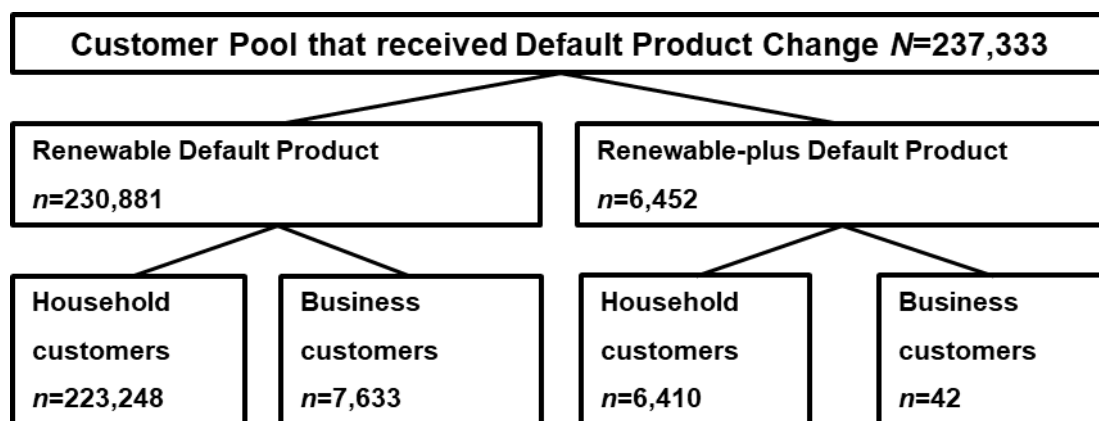 Customer Pool that received Default Product Change N=237,333
Renewable Default Product
n=230,881
Renewable-plus Default Product
n=6,452
Household
customers
n=223,248
Business
customers
n=7,633
Household
customers
n=6,410
Business
customers
n=42